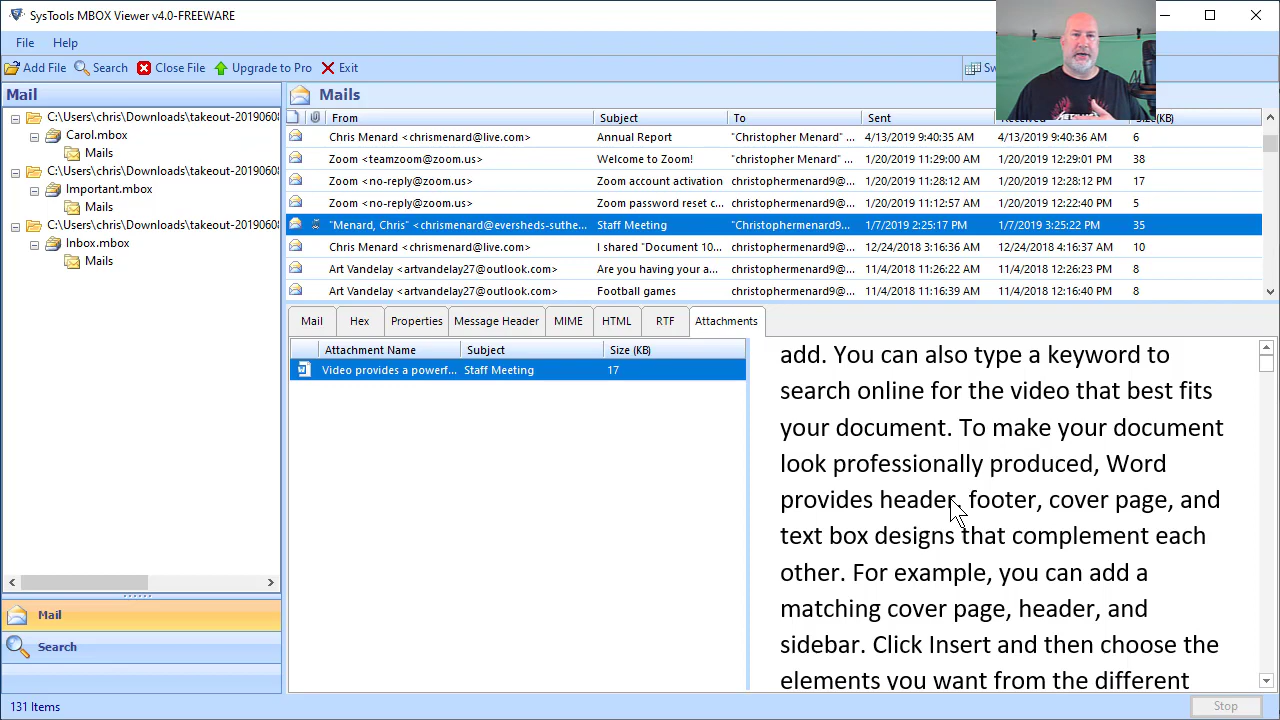 SysTools MBOX Viewer v4.0-FREEWARE
File Help
Add File Search Close File Upgrade to Pro Exit
Mail
C:\Users\chris\Downloads\takeout-2019060
Carol.mbox
Mails
C:\Users\chris\Downloads\takeout-2019060
Important.mbox
Mails
C:\Users\chris\Downloads\takeout-2019060
Inbox.mbox
Mails
Mail
Search
131 Items
Mails
From Subject To Sent
Chris Menard <chrismenard@live.com> Annual Report "Christopher Menard" ... 4/13/2019 9:40:35 AM 4/13/2019 9:40:36 AM 6
Zoom <teamzoom@zoom.us> Welcome to Zoom! "christopher Menard" ... 1/20/2019 11:29:00 AM 1/20/2019 12:29:01 PM 38
Zoom <no-reply@zoom.us> Zoom account activation christophermenard9@... 1/20/2019 11:28:12 AM 1/20/2019 12:28:12 PM 17
Zoom <no-reply@zoom.us> Zoom password reset c... christophermenard9@... 1/20/2019 11:12:57 AM 1/20/2019 12:22:40 PM 5
"Menard, Chris" <chrismenard@eversheds-suthe... Staff Meeting "Christophermenard9... 1/7/2019 2:25:17 PM 1/7/2019 3:25:22 PM 35
Chris Menard <chrismenard@live.com> I shared "Document 10... christophermenard9@... 12/24/2018 3:16:36 AM 12/24/2018 4:16:37 AM 10
Art Vandelay <artvandelay27@outlook.com> Are you having your a... christophermenard9@... 11/4/2018 11:26:22 AM 11/4/2018 12:26:23 PM 8
Art Vandelay <artvandelay27@outlook.com> Football games christophermenard9@... 11/4/2018 11:16:39 AM 11/4/2018 12:16:40 PM 8
Mail Hex Properties Message Header MIME HTML RTF Attachments
Attachment Name Subject Size (KB)
Video provides a powerf... Staff Meeting 17
add. You can also type a keyword to
search online for the video that best fits
your document. To make your document
look professionally produced, Word
provides header, footer, cover page, and
text box designs that complement each
other. For example, you can add a
matching cover page, header, and
sidebar. Click Insert and then choose the
elements you want from the different
Stop